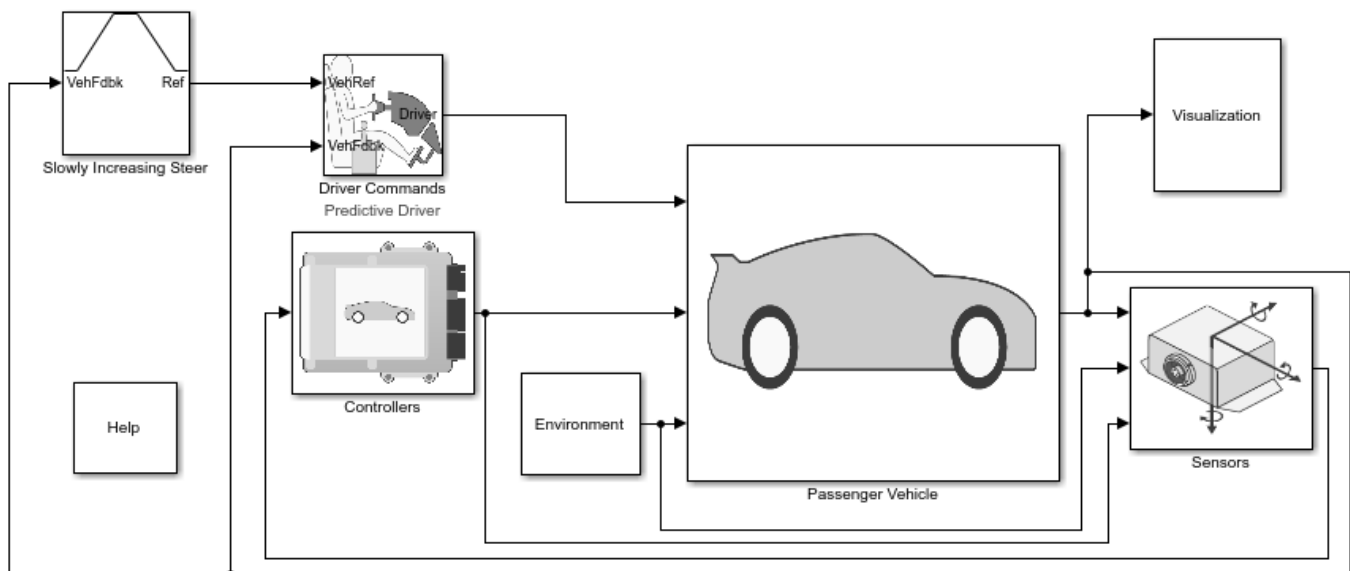 VehFdbk
Ref
Slowly Increasing Steer
VehRef
Driver
VehFdbk
Driver Commands
Predictive Driver
Visualization
Controllers
Help
Environment
Passenger Vehicle
Sensors